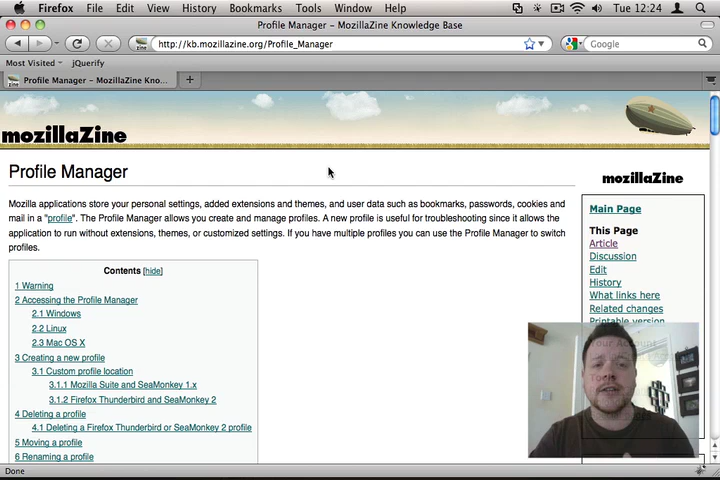 Firefox File Edit View History Bookmarks Tools Window Help Tue 12:24
Profile Manager - MozillaZine Knowledge Base
http://kb.mozillazine.org/Profile_Manager
Google
Most Visited jQuerify
Profile Manager - MozillaZine Kno...
mozillaZine
Profile Manager
Mozilla applications store your personal settings, added extensions and themes, and user data such as bookmarks, passwords, cookies and
mail in a "profile". The Profile Manager allows you create and manage profiles. A new profile is useful for troubleshooting since it allows the
application to run without extensions, themes, or customized settings. If you have multiple profiles you can use the Profile Manager to switch
profiles.
Contents [hide]
1 Warning
2 Accessing the Profile Manager
2.1 Windows
2.2 Linux
2.3 Mac OS X
3 Creating a new profile
3.1 Custom profile location
3.1.1 Mozilla Suite and SeaMonkey 1.x
3.1.2 Firefox Thunderbird and SeaMonkey 2
4 Deleting a profile
4.1 Deleting a Firefox Thunderbird or SeaMonkey 2 profile
5 Moving a profile
6 Renaming a profile
mozillaZine
Main Page
This Page
Article
Discussion
Edit
History
What links here
Related changes
Printable version
Your Account
Done